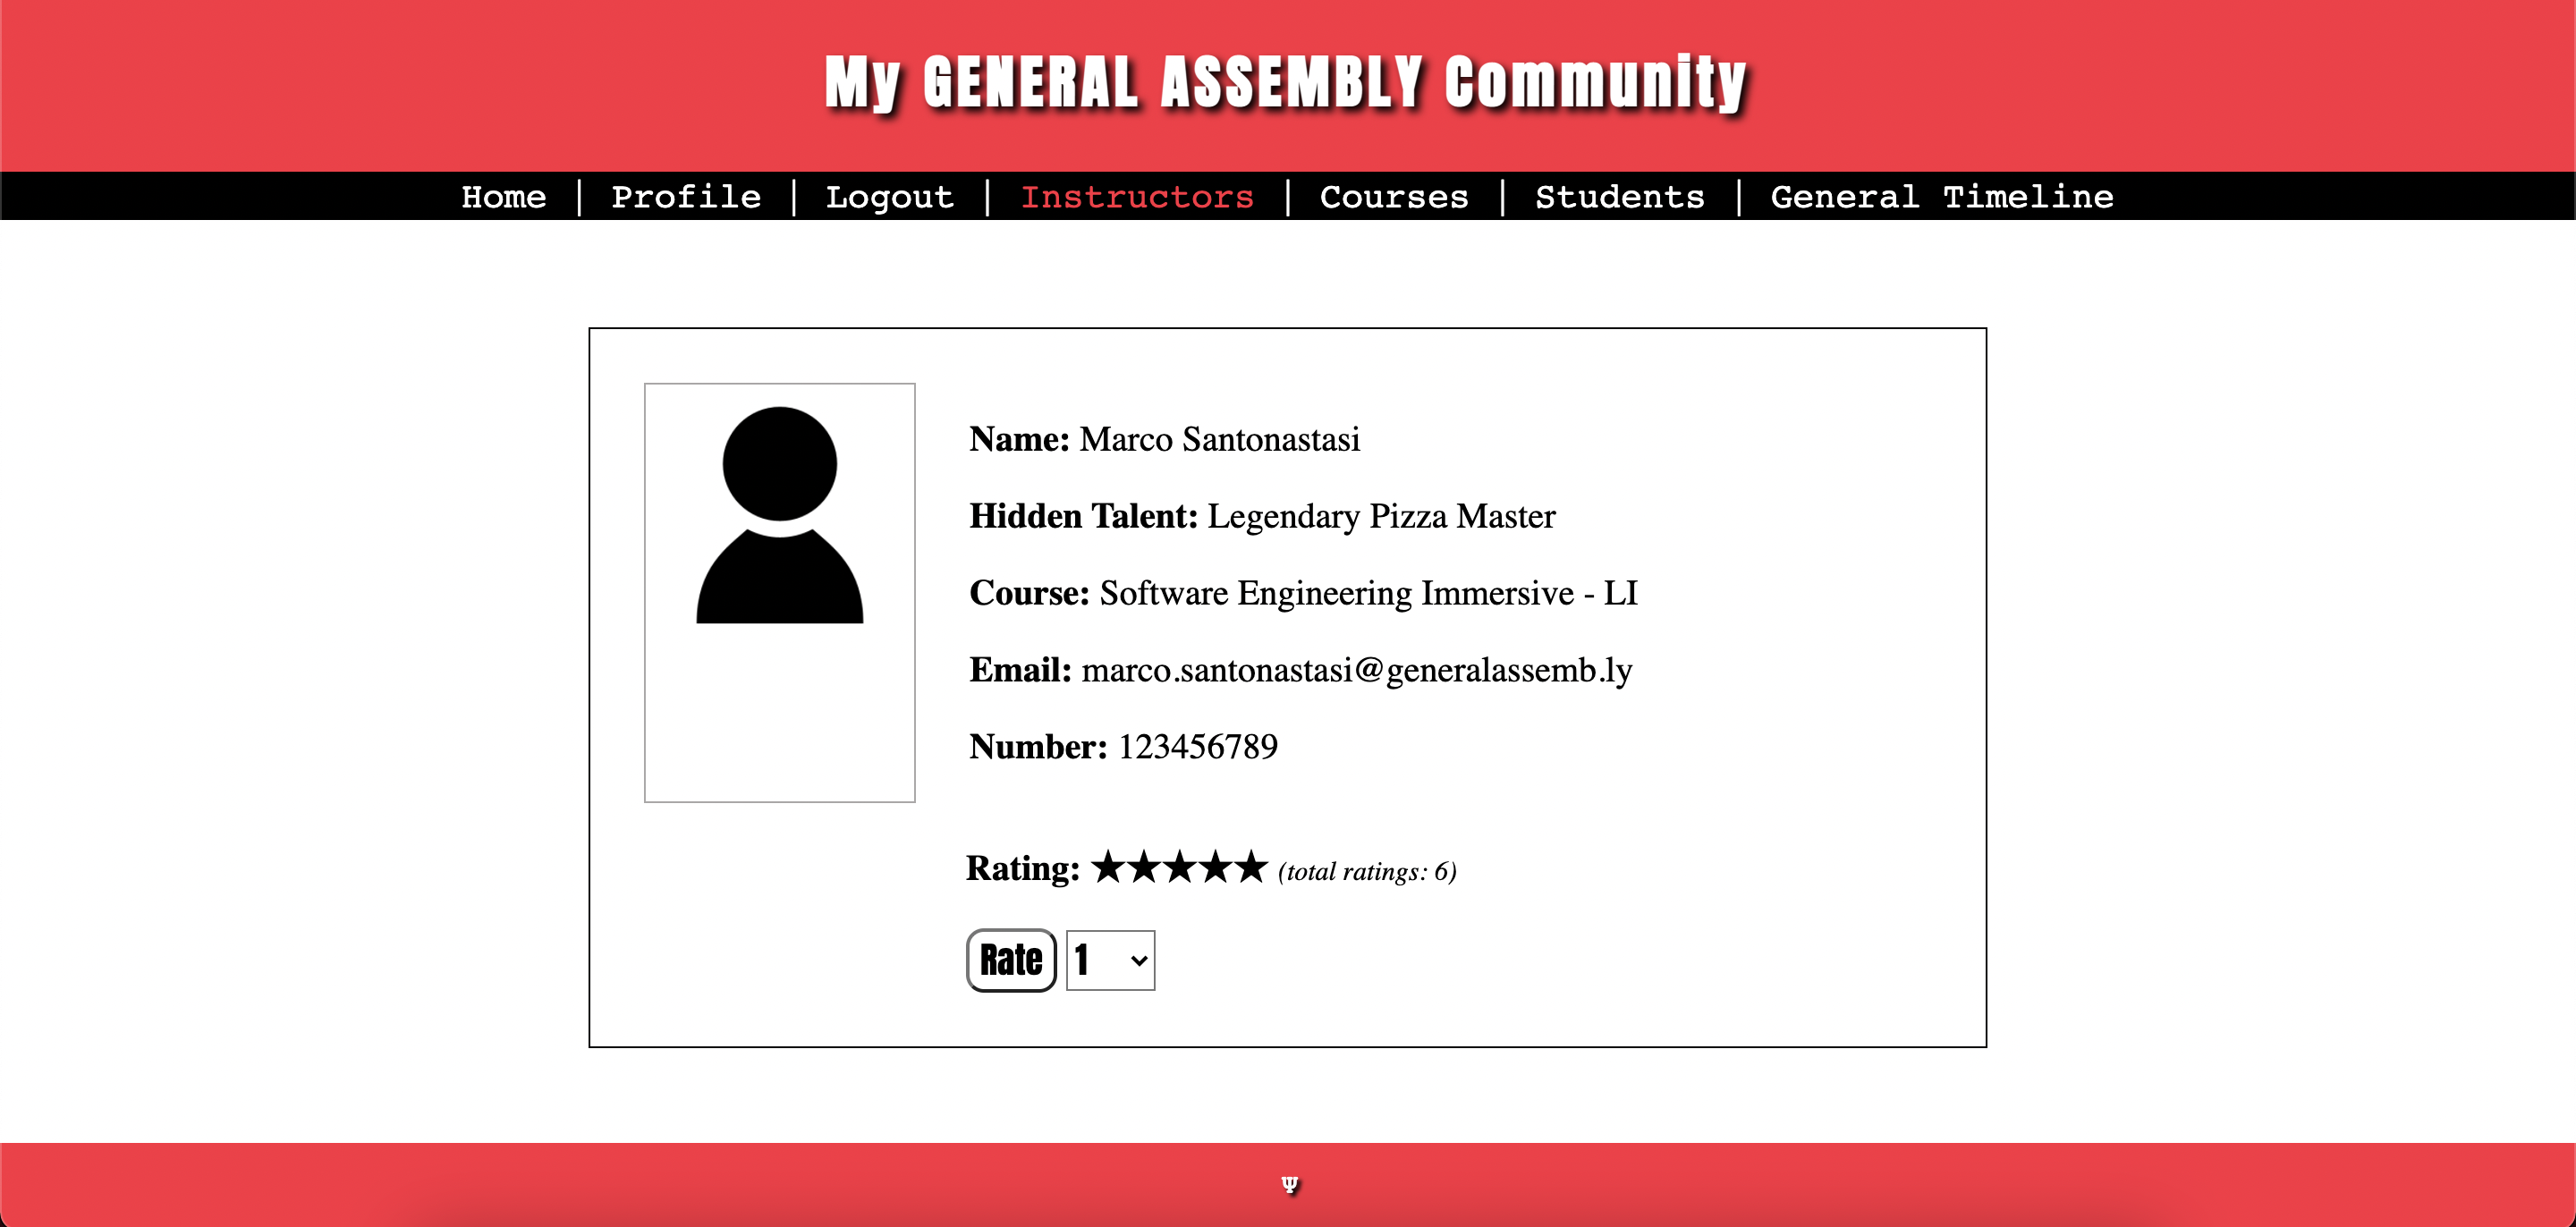 My GENERAL ASSEMBLY Community
Home | Profile | Logout | Instructors | Courses | Students | General Timeline
Name: Marco Santonastasi
Hidden Talent: Legendary Pizza Master
Course: Software Engineering Immersive - LI
Email: marco.santonastasi@generalassemb.ly
Number: 123456789
Rating: ★★★★★ (total ratings: 6)
Rate 1
Ψ